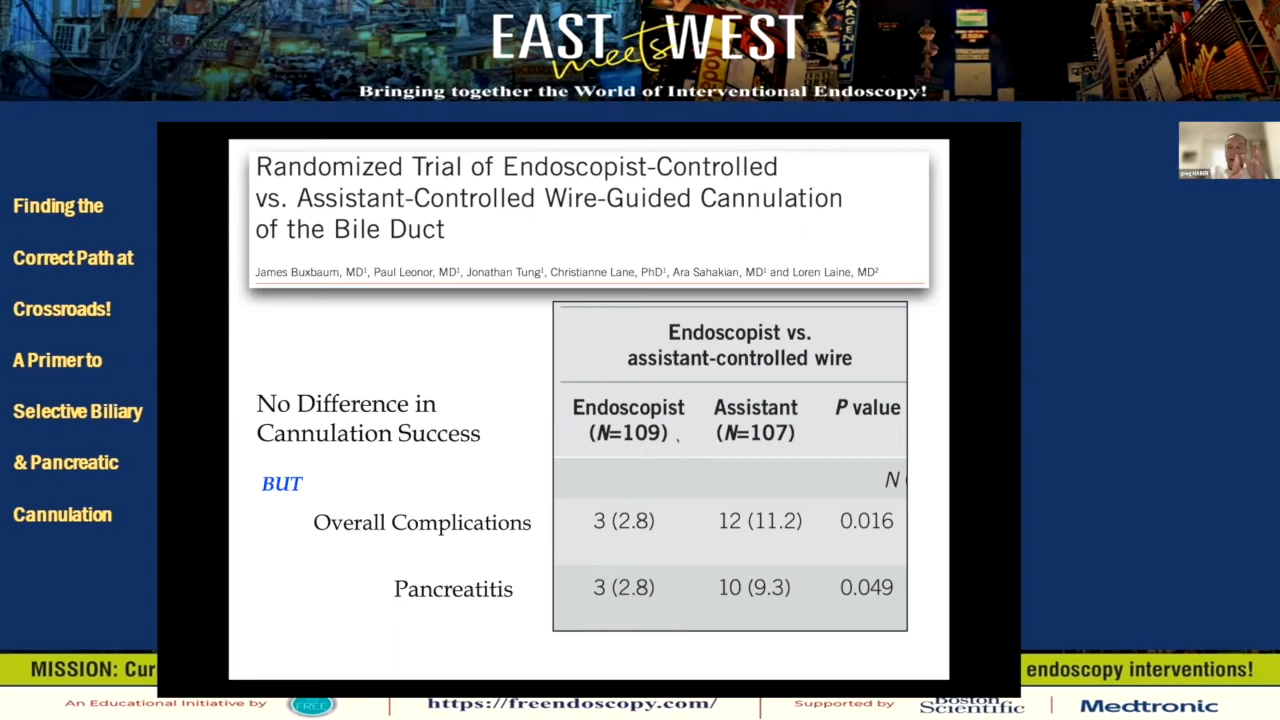 EAST meets WEST
Bringing together the World of Interventional Endoscopy!
greg HABER
Finding the
Correct Path at
Crossroads!
A Primer to
Selective Biliary
& Pancreatic
Cannulation
Randomized Trial of Endoscopist-Controlled
vs. Assistant-Controlled Wire-Guided Cannulation
of the Bile Duct
James Buxbaum, MD¹, Paul Leonor, MD¹, Jonathan Tung¹, Christianne Lane, PhD¹, Ara Sahakian, MD¹ and Loren Laine, MD²
No Difference in
Cannulation Success
BUT
Overall Complications
Pancreatitis
Endoscopist vs.
assistant-controlled wire
Endoscopist Assistant P value
(N=109) (N=107)
N
3 (2.8) 12 (11.2) 0.016
3 (2.8) 10 (9.3) 0.049
MISSION: Cur
endoscopy interventions!
An Educational Initiative by
FREE
https://freendoscopy.com/
Supported by
Boston
Scientific
Medtronic